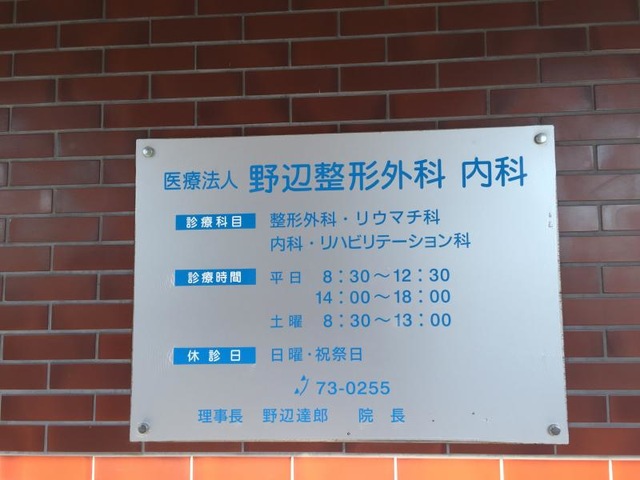 医療法人 野辺整形外科 内科
診療科目 整形外科・リウマチ科
内科・リハビリテーション科
診療時間 平日 8:30〜12:30
14:00〜18:00
土曜 8:30〜13:00
休診日 日曜・祝祭日
73-0255
理事長 野辺達郎 院長